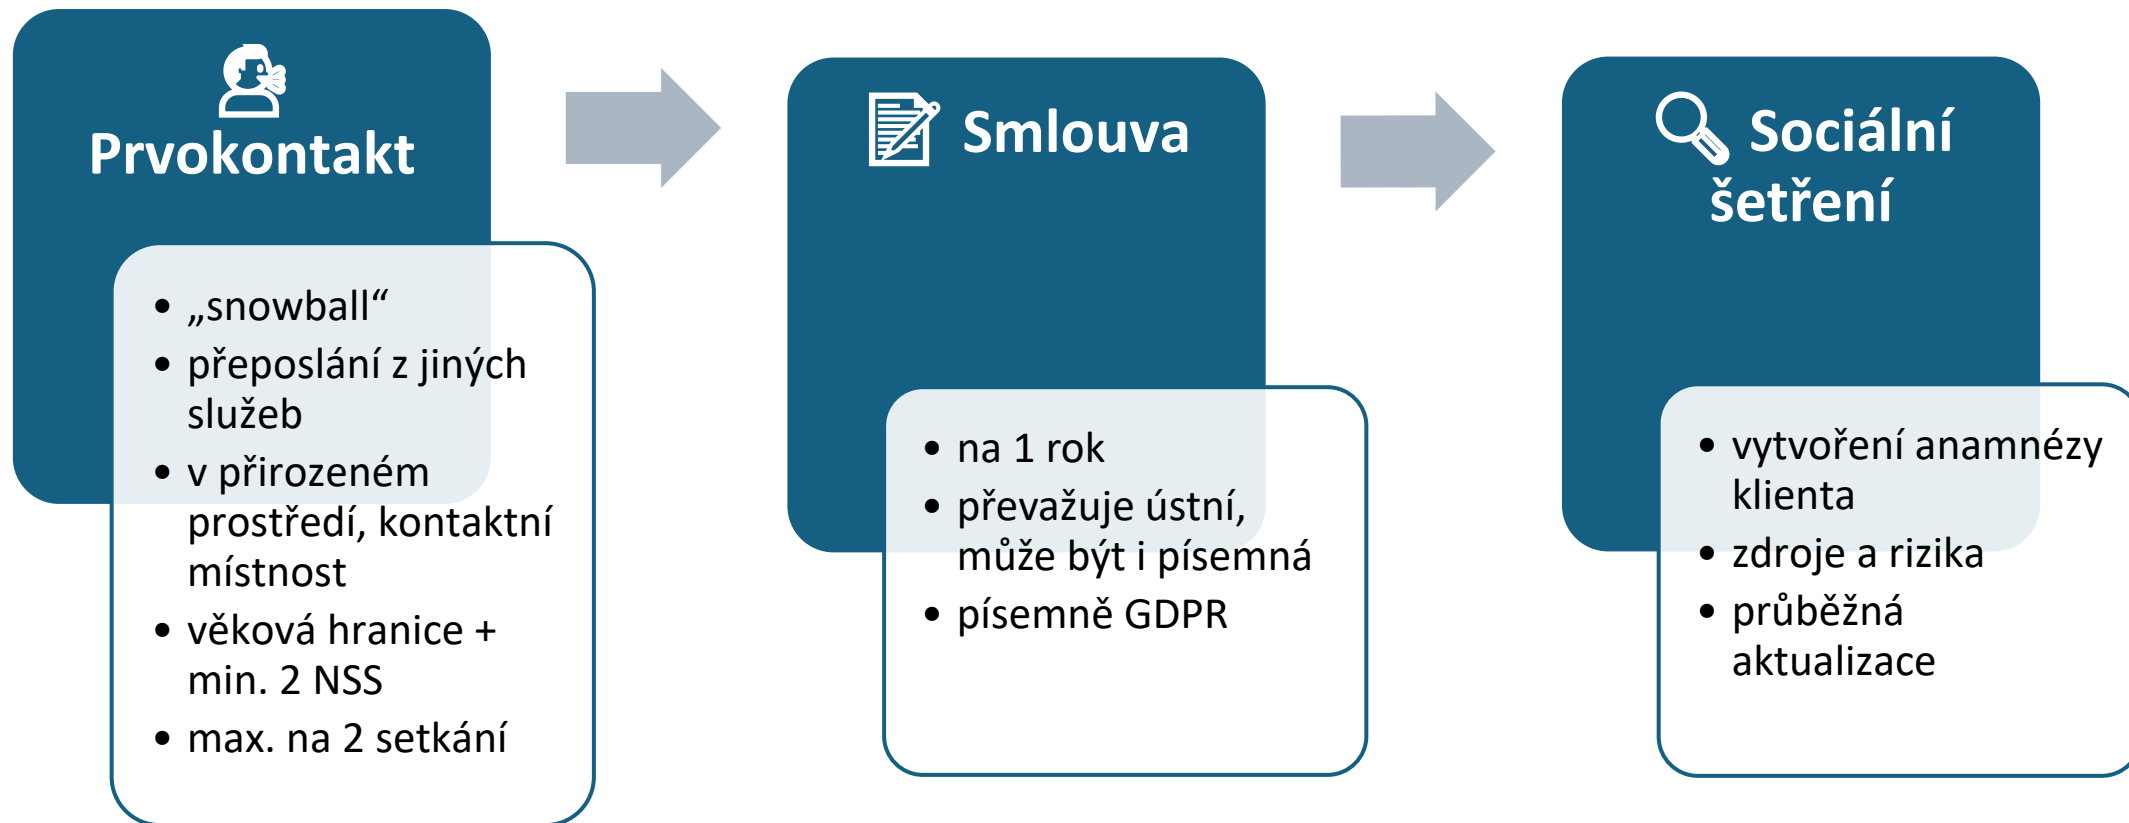 Prvokontakt
• „snowball“
• přeposlání z jiných
služeb
• v přirozeném
prostředí, kontaktní
místnost
• věková hranice +
min. 2 NSS
• max. na 2 setkání
Smlouva
• na 1 rok
• převažuje ústní,
může být i písemná
• písemně GDPR
Sociální
šetření
• vytvoření anamnézy
klienta
• zdroje a rizika
• průběžná
aktualizace